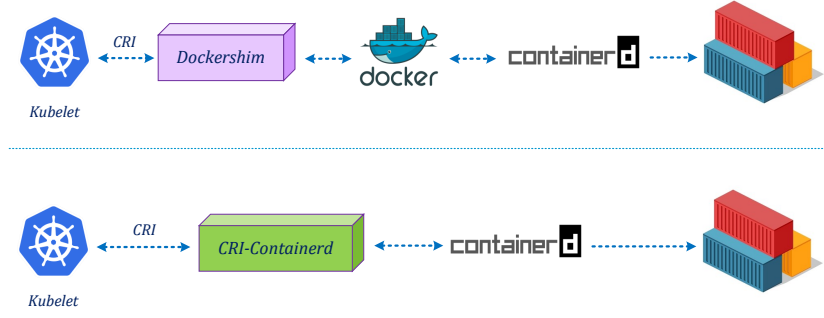 CRI
Dockershim
docker
containerd
Kubelet
CRI
CRI-Containerd
containerd
Kubelet